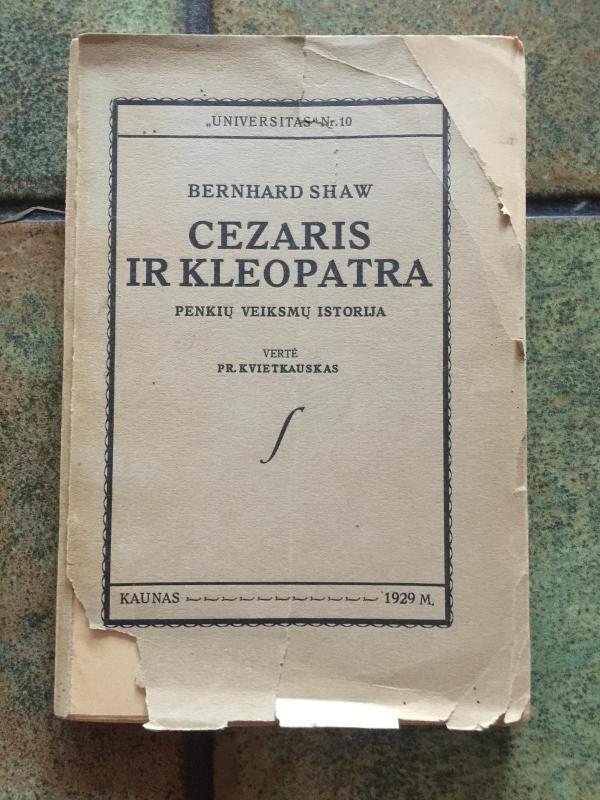 „UNIVERSITAS“ Nr. 10
BERNHARD SHAW
CEZARIS
IR KLEOPATRA
PENKIŲ VEIKSMŲ ISTORIJA
VERTĖ
PR. KVIETKAUSKAS
KAUNAS 1929 M.